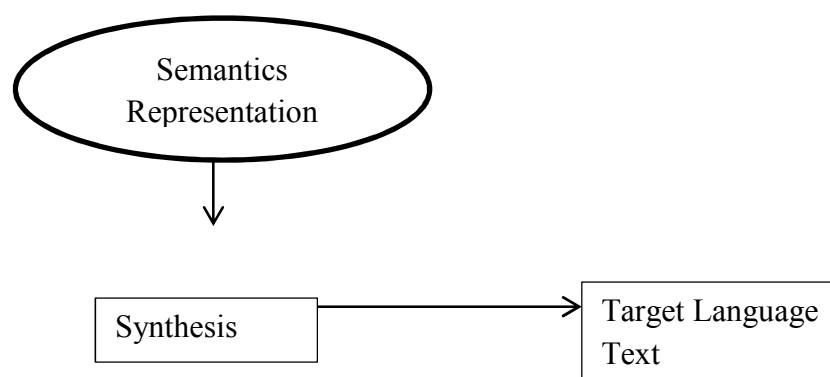 Semantics
Representation
Synthesis
Target Language
Text